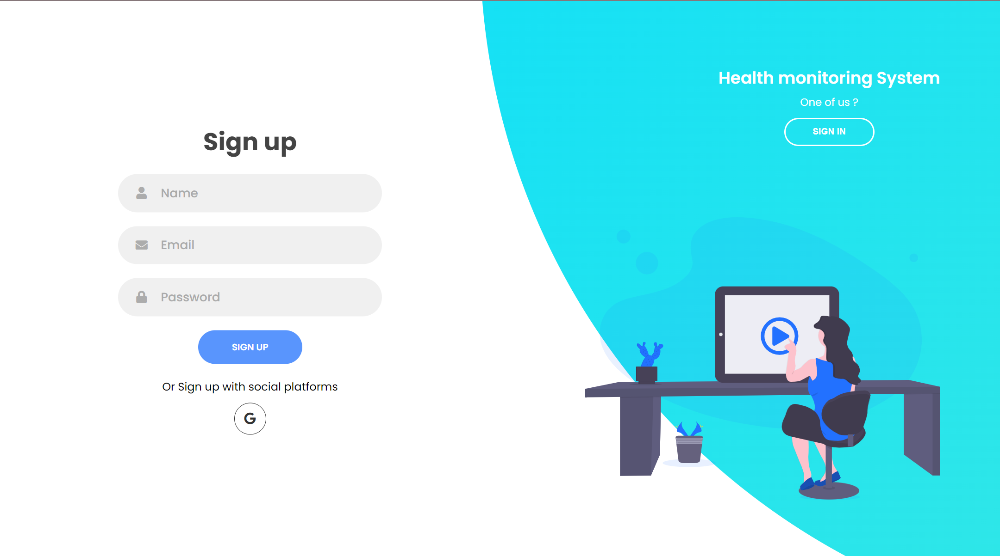 Sign up
Name
Email
Password
SIGN UP
Or Sign up with social platforms
G
Health monitoring System
One of us ?
SIGN IN